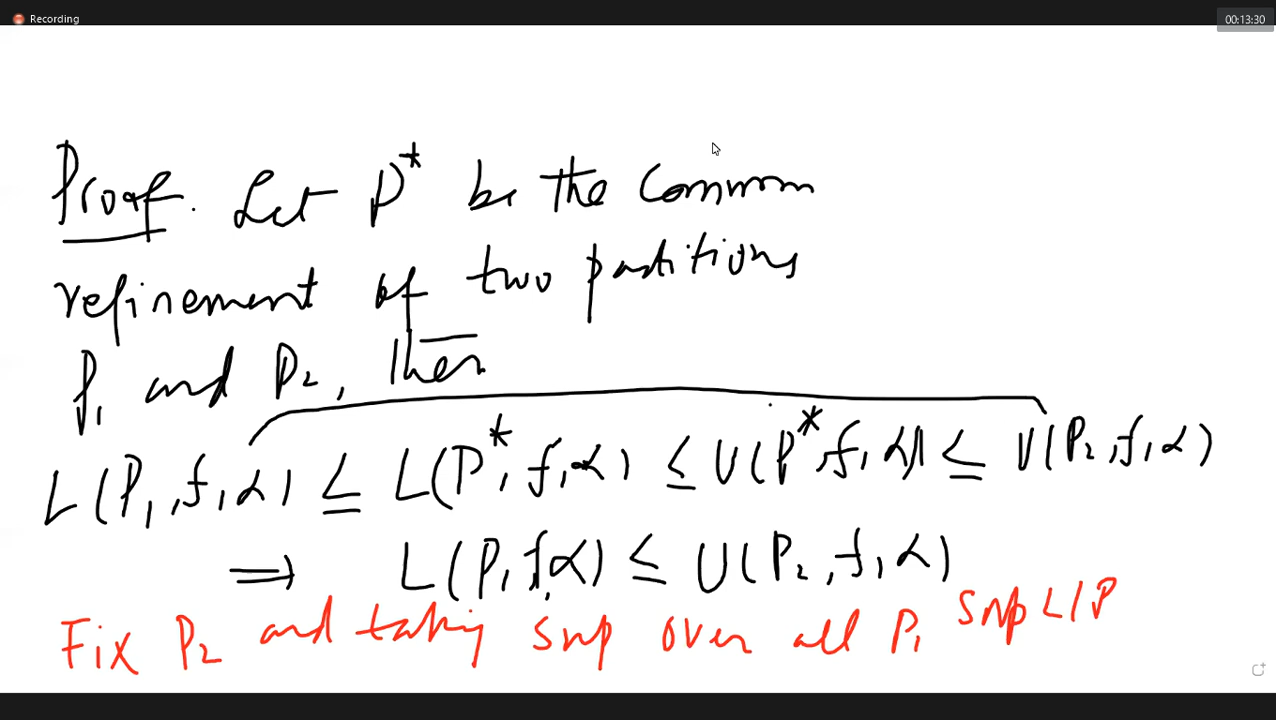 Recording
00:13:30
Proof. Let P* be the common
refinement of two partitions
P₁ and P₂, then
L(P₁,f,α) ≤ L(P*,f,α) ≤ U(P*,f,α) ≤ U(P₂,f,α)
⟹ L(P₁,f,α) ≤ U(P₂,f,α)
Fix P₂ and taking sup over all P₁ sup L(P